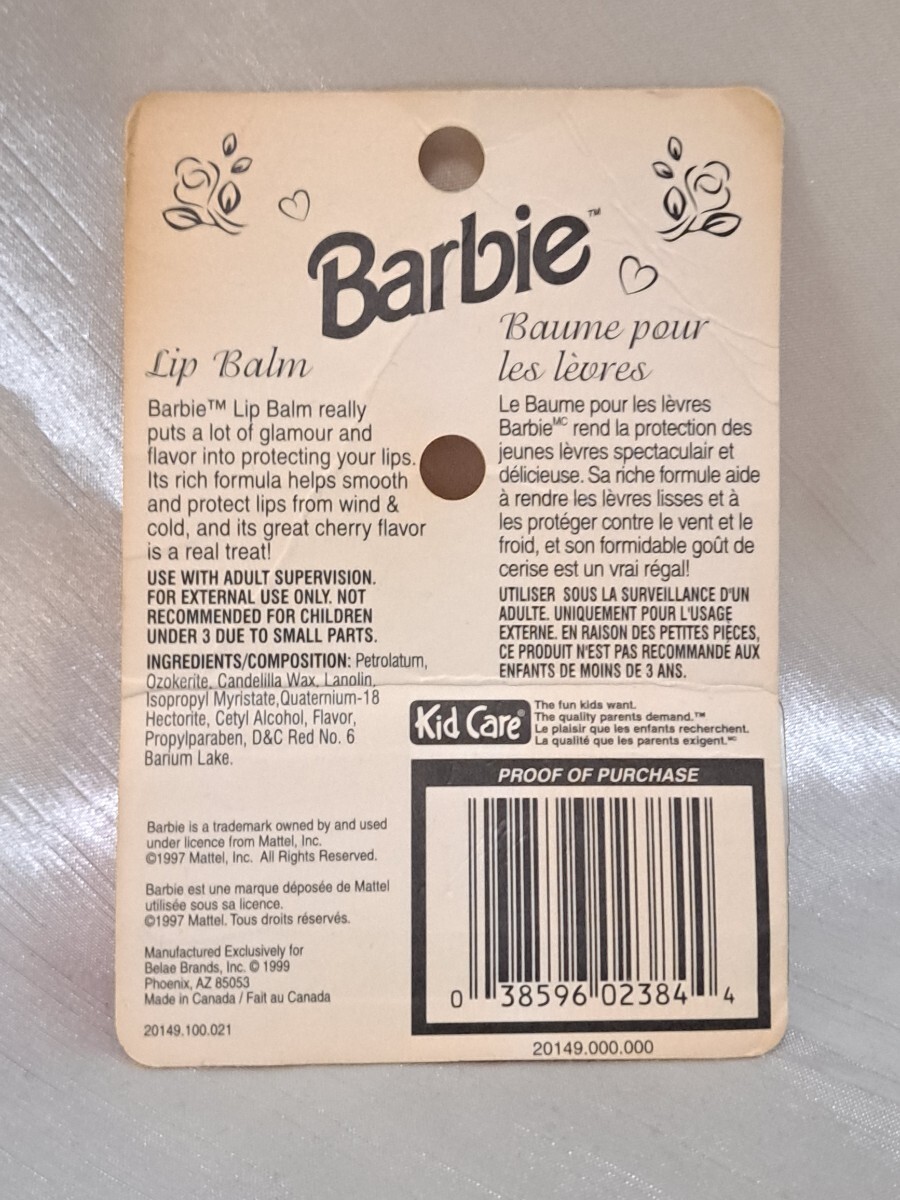 Barbie™
Lip Balm
Barbie™ Lip Balm really
puts a lot of glamour and
flavor into protecting your lips.
Its rich formula helps smooth
and protect lips from wind &
cold, and its great cherry flavor
is a real treat!
USE WITH ADULT SUPERVISION.
FOR EXTERNAL USE ONLY. NOT
RECOMMENDED FOR CHILDREN
UNDER 3 DUE TO SMALL PARTS.
INGREDIENTS/COMPOSITION: Petrolatum,
Ozokerite, Candelilla Wax, Lanolin,
Isopropyl Myristate,Quaternium-18
Hectorite, Cetyl Alcohol, Flavor,
Propylparaben, D&C Red No. 6
Barium Lake.
Barbie is a trademark owned by and used
under licence from Mattel, Inc.
©1997 Mattel, Inc. All Rights Reserved.
Barbie est une marque déposée de Mattel
utilisée sous sa licence.
©1997 Mattel. Tous droits réservés.
Manufactured Exclusively for
Belae Brands, Inc. © 1999
Phoenix, AZ 85053
Made in Canada / Fait au Canada
20149.100.021
Baume pour
les lèvres
Le Baume pour les lèvres
Barbie MC rend la protection des
jeunes lèvres spectaculair et
délicieuse. Sa riche formule aide
à rendre les lèvres lisses et à
les protéger contre le vent et le
froid, et son formidable goût de
cerise est un vrai régal!
UTILISER SOUS LA SURVEILLANCE D'UN
ADULTE. UNIQUEMENT POUR L'USAGE
EXTERNE. EN RAISON DES PETITES PIÈCES,
CE PRODUIT N'EST PAS RECOMMANDÉ AUX
ENFANTS DE MOINS DE 3 ANS.
Kid Care®
The fun kids want.
The quality parents demand.™
Le plaisir que les enfants recherchent.
La qualité que les parents exigent. MC
PROOF OF PURCHASE
0 38596 02384 4
20149.000.000